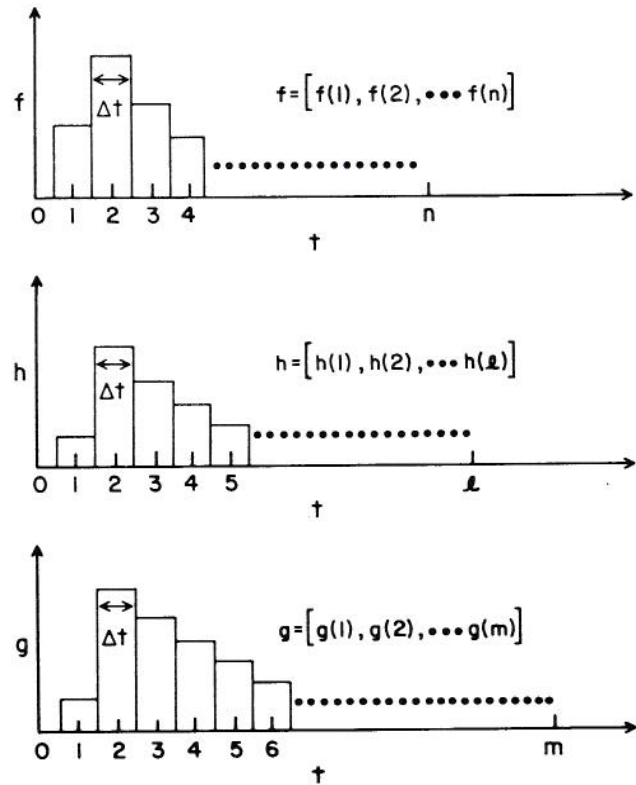 f
Δt
f=[f(1), f(2), ••• f(n)]
0 1 2 3 4 n
t
h
Δt
h=[h(1), h(2), ••• h(ℓ)]
0 1 2 3 4 5 ℓ
t
g
Δt
g=[g(1), g(2), ••• g(m)]
0 1 2 3 4 5 6 m
t